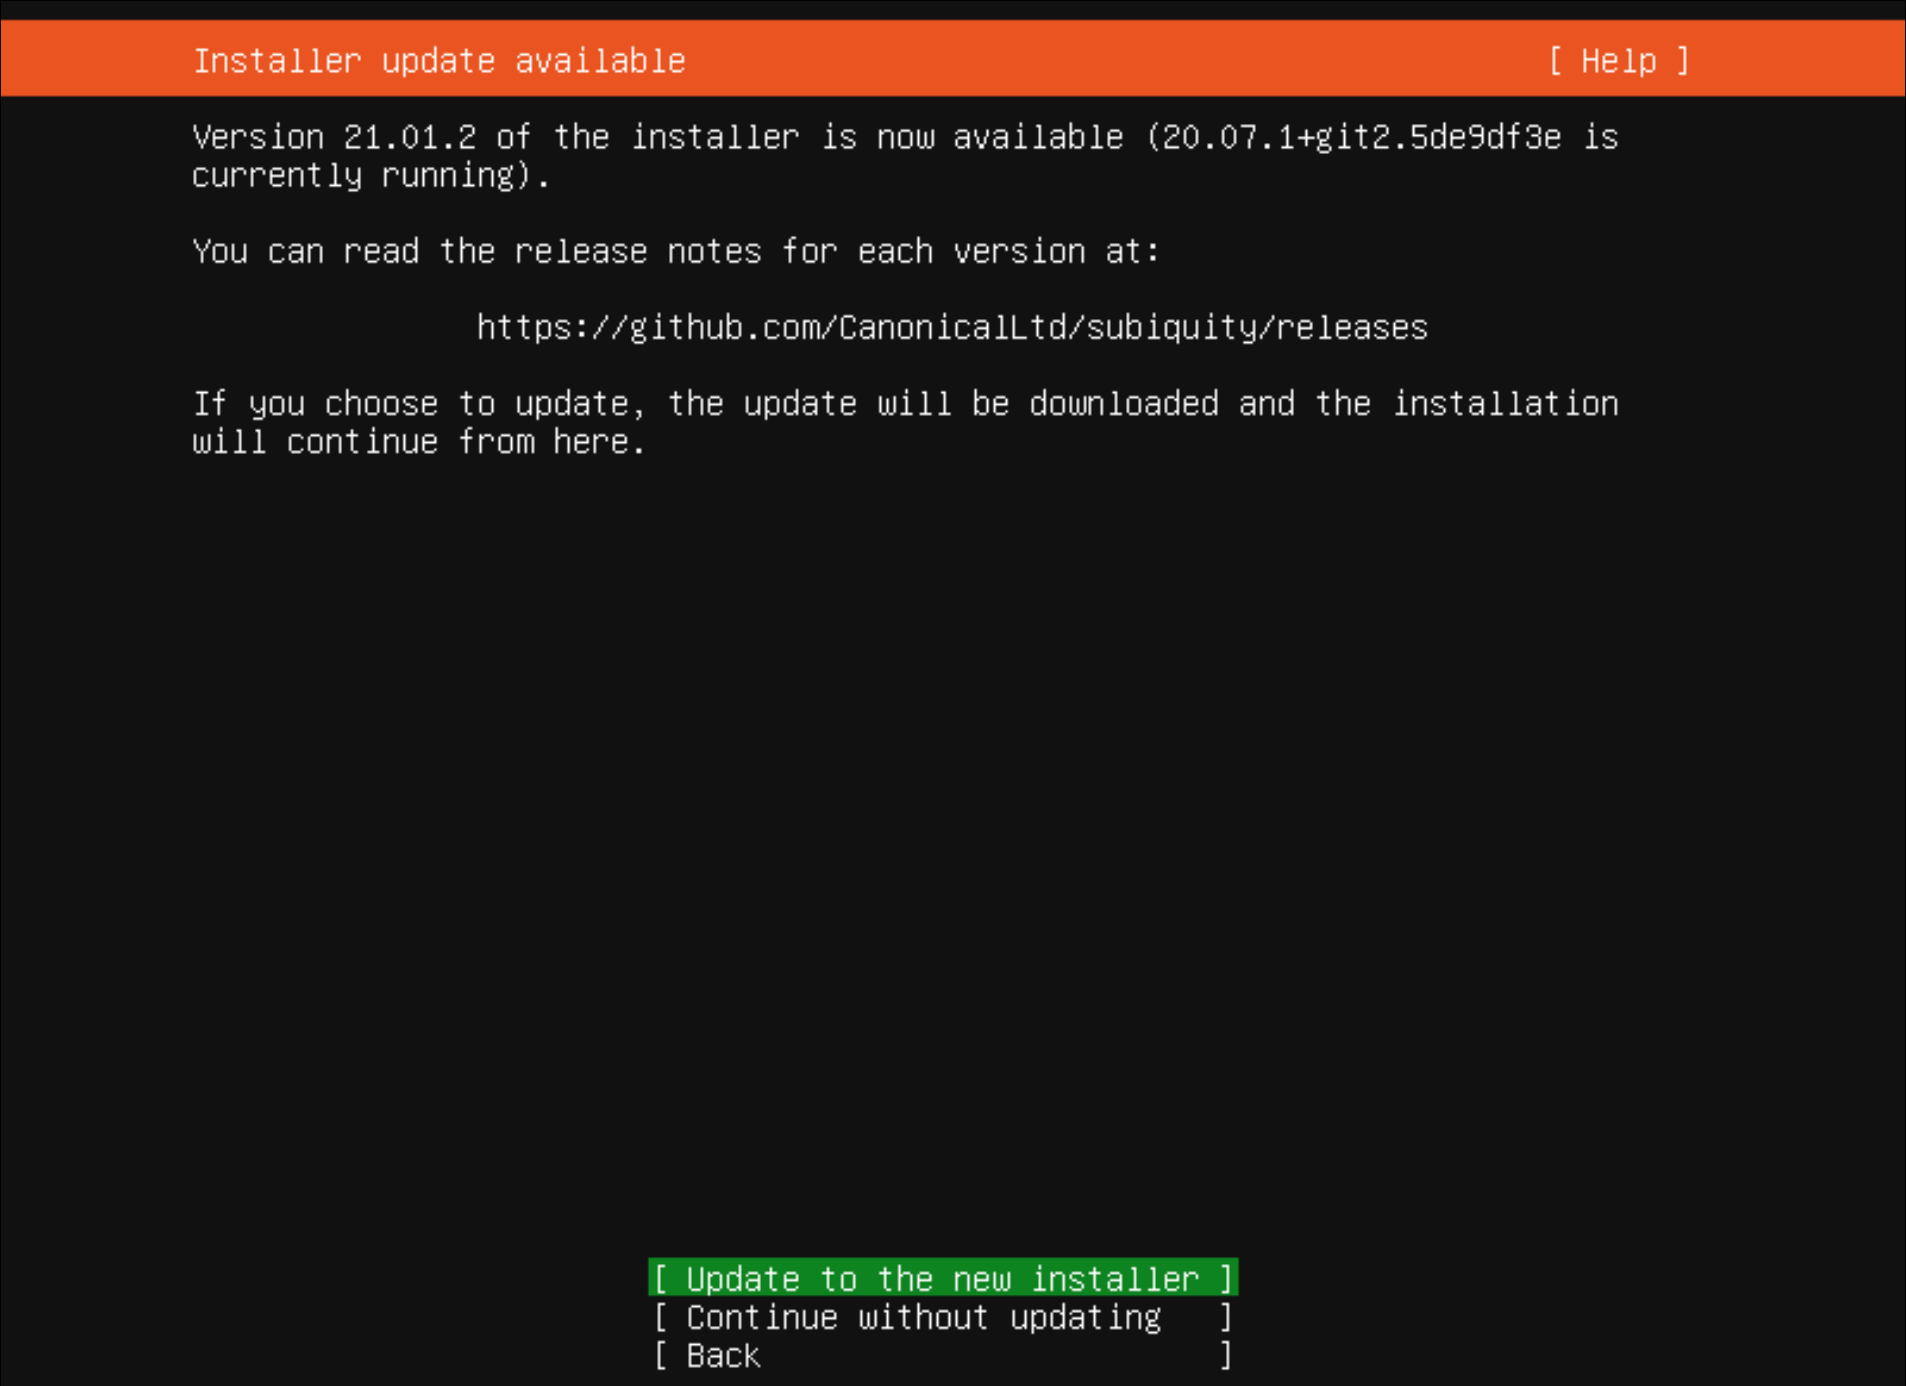 Installer update available [ Help ]
Version 21.01.2 of the installer is now available (20.07.1+git2.5de9df3e is
currently running).
You can read the release notes for each version at:
https://github.com/CanonicalLtd/subiquity/releases
If you choose to update, the update will be downloaded and the installation
will continue from here.
[ Update to the new installer ]
[ Continue without updating ]
[ Back ]